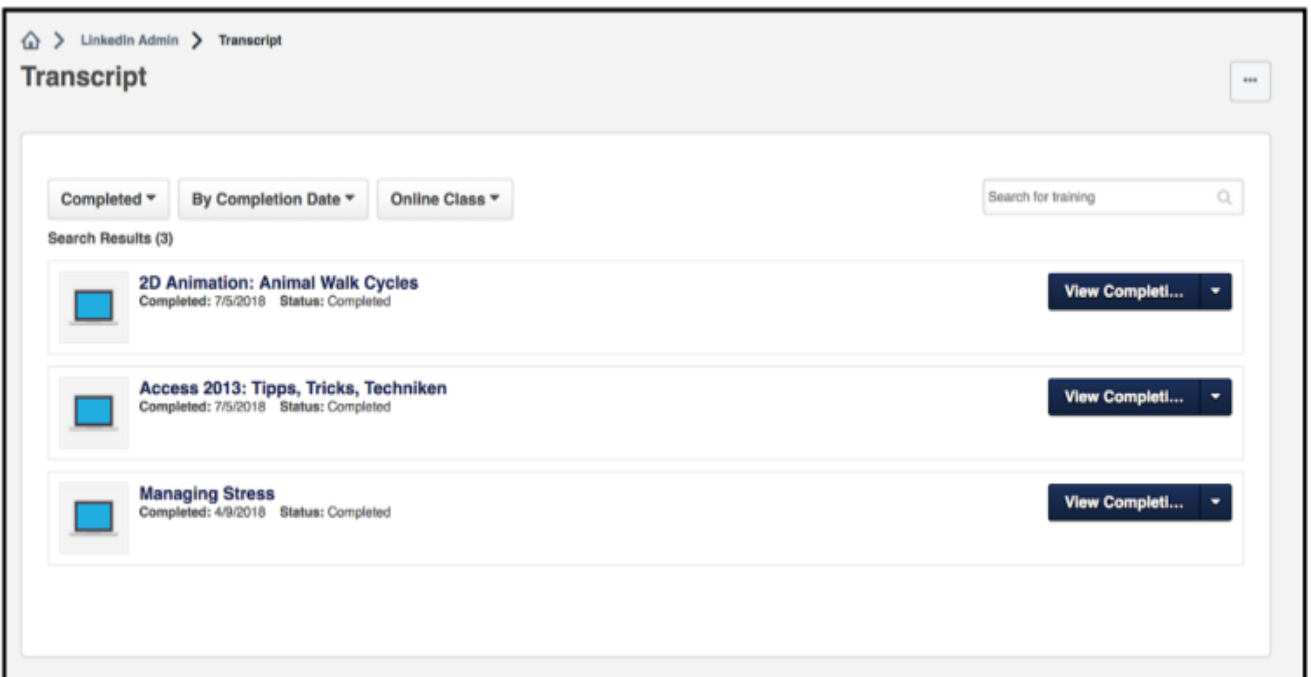 LinkedIn Admin Transcript
Transcript
Completed By Completion Date Online Class Search for training
Search Results (3)
2D Animation: Animal Walk Cycles
Completed: 7/5/2018 Status: Completed
View Completi...
Access 2013: Tipps, Tricks, Techniken
Completed: 7/5/2018 Status: Completed
View Completi...
Managing Stress
Completed: 4/9/2018 Status: Completed
View Completi...